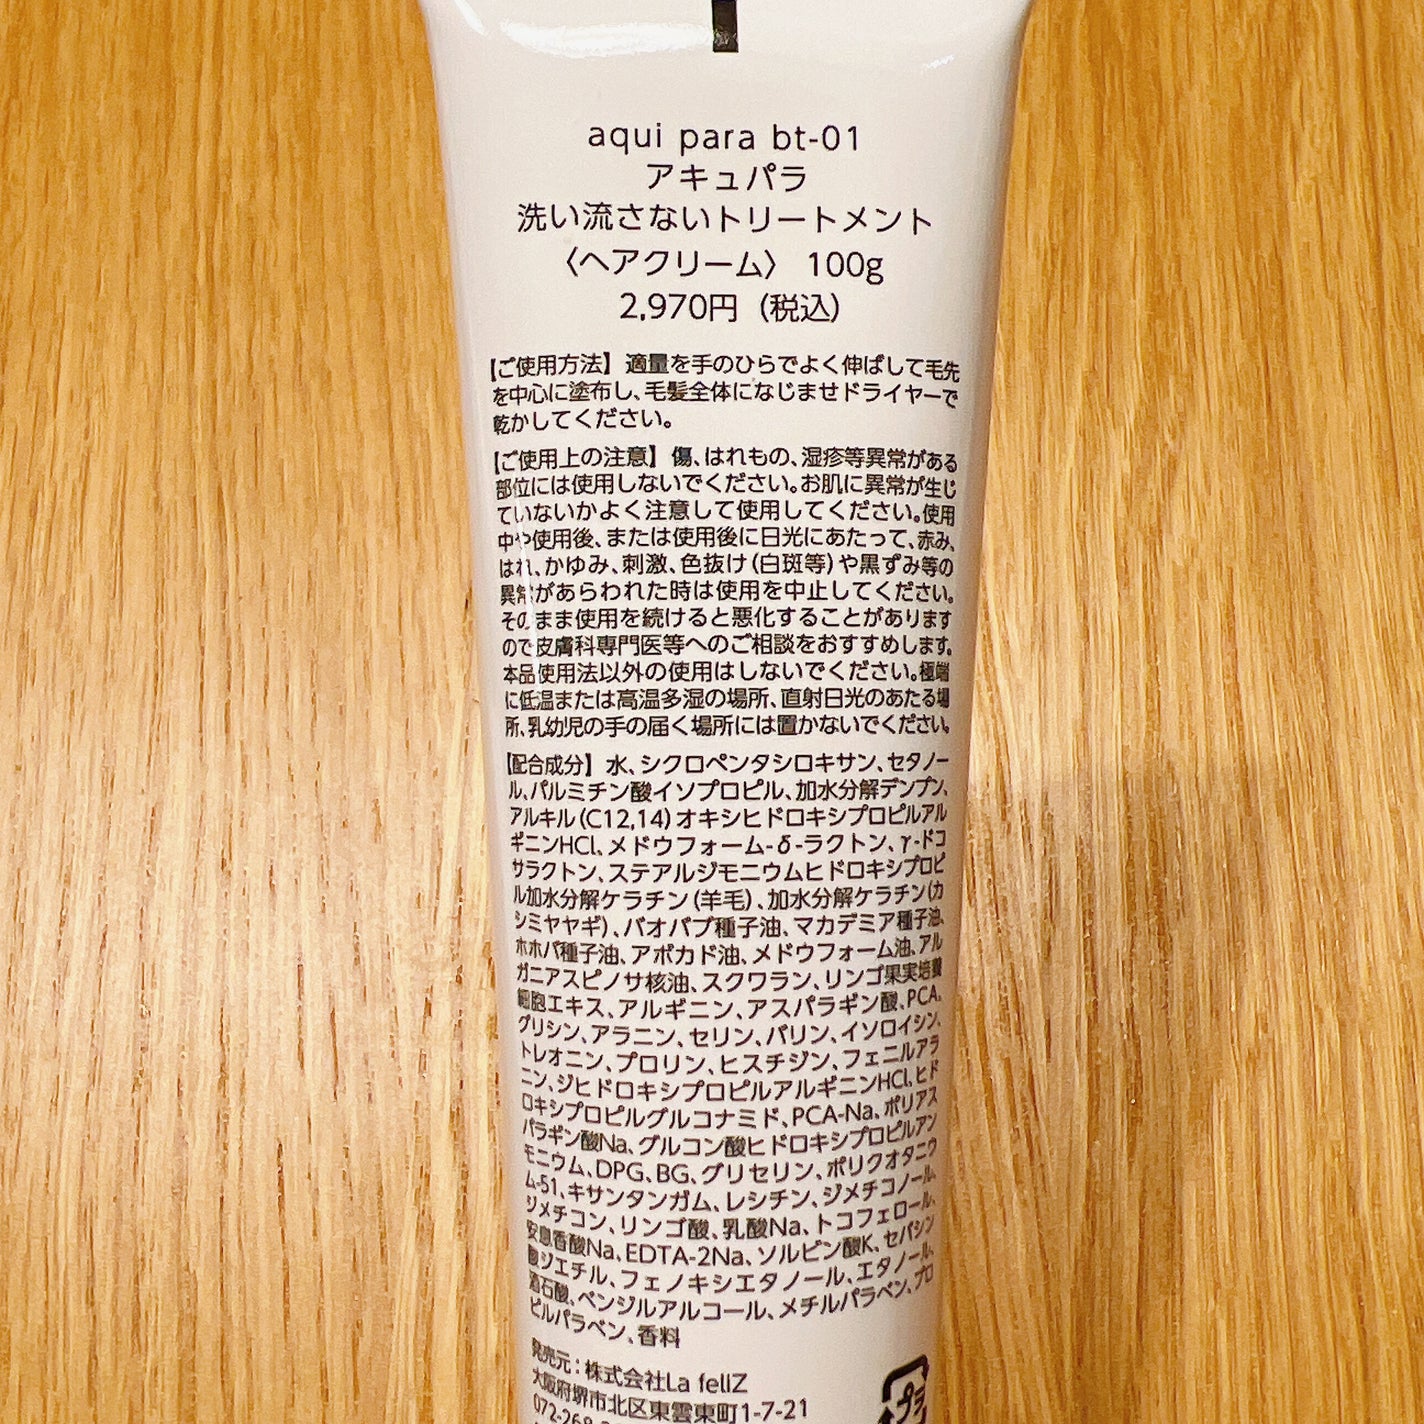 aqui para bt-01
アキュパラ
洗い流さないトリートメント
〈ヘアクリーム〉 100g
2,970円（税込）
【ご使用方法】適量を手のひらでよく伸ばして毛先
を中心に塗布し、毛髪全体になじませドライヤーで
乾かしてください。
【ご使用上の注意】傷、はれもの、湿疹等異常がある
部位には使用しないでください。お肌に異常が生じ
ていないかよく注意して使用してください。使用
中や使用後、または使用後に日光にあたって、赤み、
はれ、かゆみ、刺激、色抜け（白斑等）や黒ずみ等の
異常があらわれた時は使用を中止してください。
そのまま使用を続けると悪化することがあります
ので皮膚科専門医等へのご相談をおすすめします。
本品使用法以外の使用はしないでください。極端
に低温または高温多湿の場所、直射日光のあたる場
所、乳幼児の手の届く場所には置かないでください。
【配合成分】水、シクロペンタシロキサン、セタノー
ル、パルミチン酸イソプロピル、加水分解デンプン、
アルキル（C12,14）オキシヒドロキシプロピルアル
ギニンHCl、メドウフォーム-δ-ラクトン、γ-ドコ
サラクトン、ステアルジモニウムヒドロキシプロピ
ル加水分解ケラチン（羊毛）、加水分解ケラチン（カ
シミヤヤギ）、バオバブ種子油、マカデミア種子油、
ホホバ種子油、アボカド油、メドウフォーム油、アル
ガニアスピノサ核油、スクワラン、リンゴ果実培養
細胞エキス、アルギニン、アスパラギン酸、PCA、
グリシン、アラニン、セリン、バリン、イソロイシン、
トレオニン、プロリン、ヒスチジン、フェニルアラ
ニン、ジヒドロキシプロピルアルギニンHCl、ヒド
ロキシプロピルグルコナミド、PCA-Na、ポリアス
パラギン酸Na、グルコン酸ヒドロキシプロピルアン
モニウム、DPG、BG、グリセリン、ポリクオタニウ
ム-51、キサンタンガム、レシチン、ジメチコノール、
ジメチコン、リンゴ酸、乳酸Na、トコフェロール、
安息香酸Na、EDTA-2Na、ソルビン酸K、セバシン
酸ジエチル、フェノキシエタノール、エタノール、
酒石酸、ベンジルアルコール、メチルパラベン、プロ
ピルパラベン、香料
発売元：株式会社La feliZ
大阪府堺市北区東雲東町1-7-21
072-268-
プラ